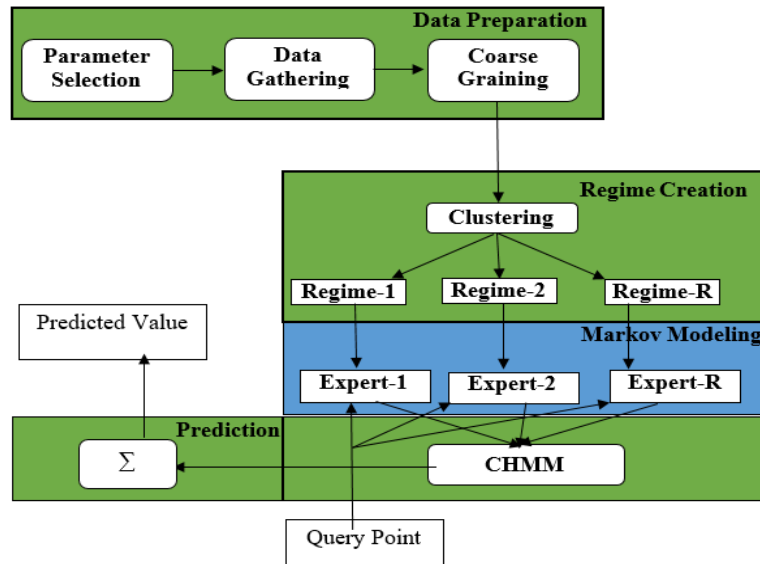 Data Preparation
Parameter
Selection
Data
Gathering
Coarse
Graining
Regime Creation
Clustering
Regime-1
Regime-2
Regime-R
Predicted Value
Markov Modeling
Expert-1
Expert-2
Expert-R
Prediction
Σ
CHMM
Query Point